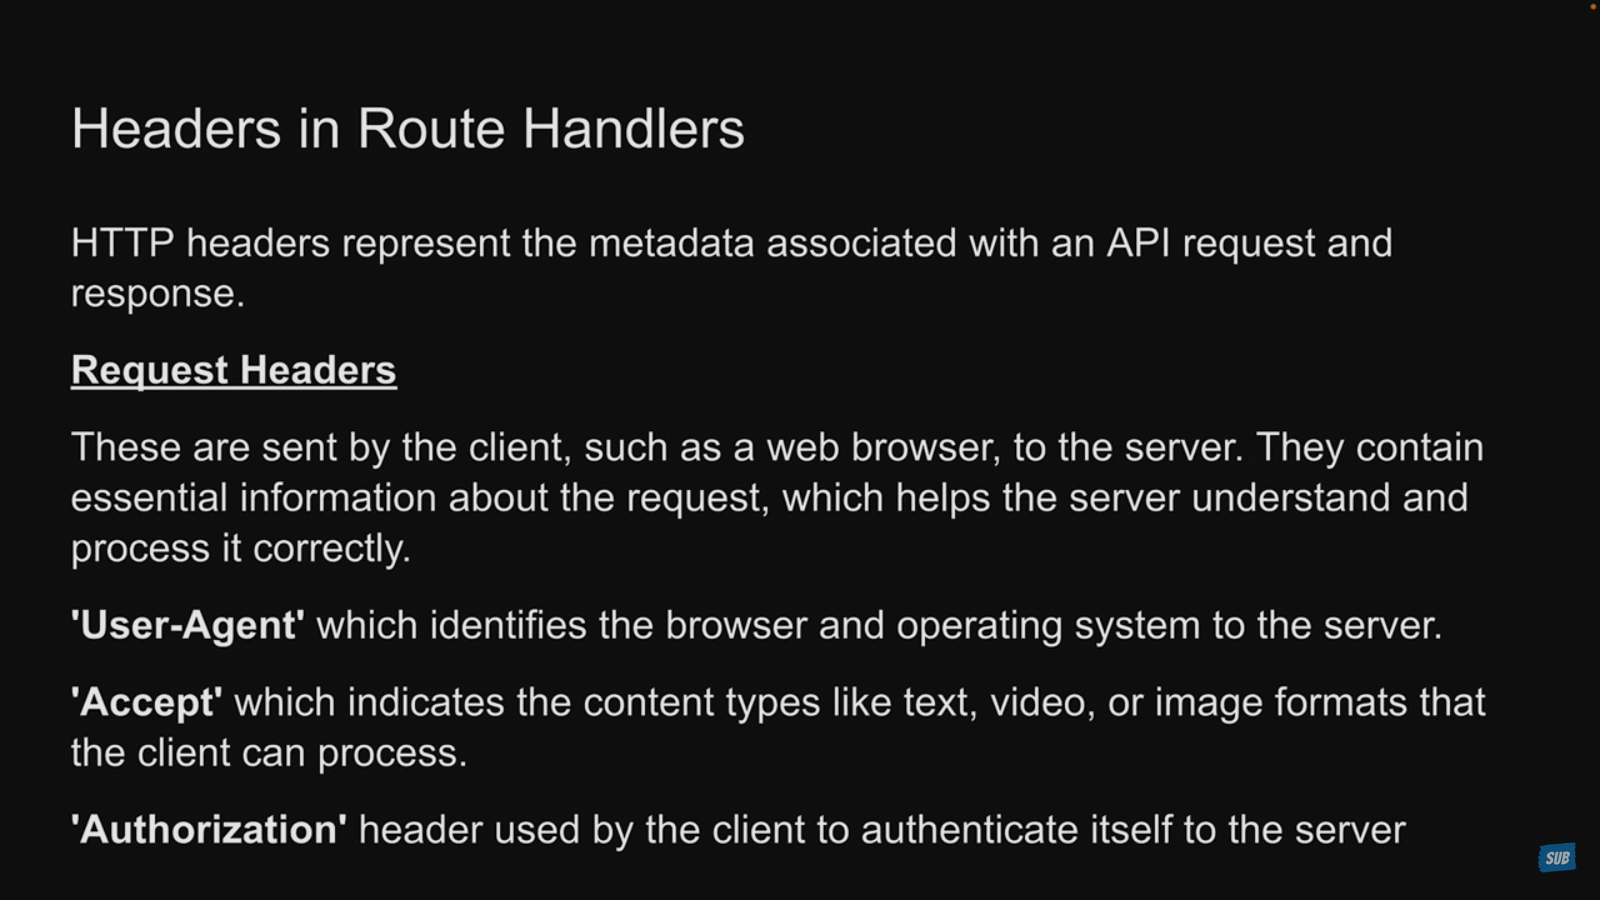 Headers in Route Handlers
HTTP headers represent the metadata associated with an API request and
response.
Request Headers
These are sent by the client, such as a web browser, to the server. They contain
essential information about the request, which helps the server understand and
process it correctly.
'User-Agent' which identifies the browser and operating system to the server.
'Accept' which indicates the content types like text, video, or image formats that
the client can process.
'Authorization' header used by the client to authenticate itself to the server
SUB